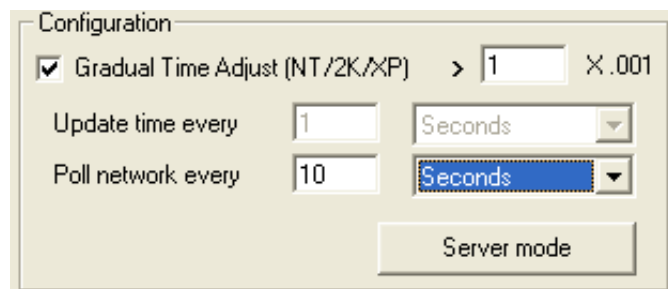 Configuration
Gradual Time Adjust (NT/2K/XP) > 1 X .001
Update time every 1 Seconds
Poll network every 10 Seconds
Server mode